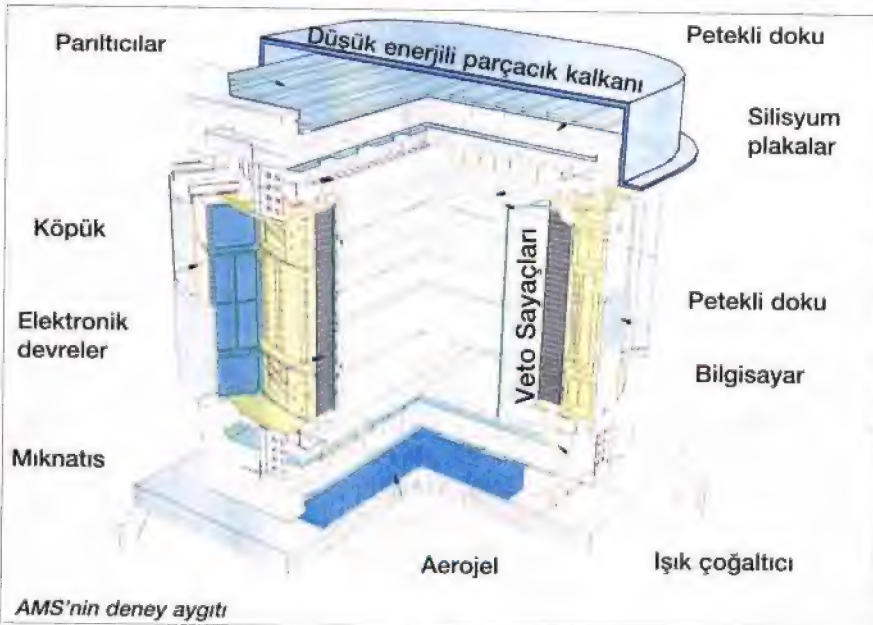 Parıltıcılar
Düşük enerjili parçacık kalkanı
Petekli doku
Silisyum
plakalar
Köpük
Veto Sayaçları
Petekli doku
Elektronik
devreler
Bilgisayar
Mıknatıs
Aerojel
Işık çoğaltıcı
AMS'nin deney aygıtı